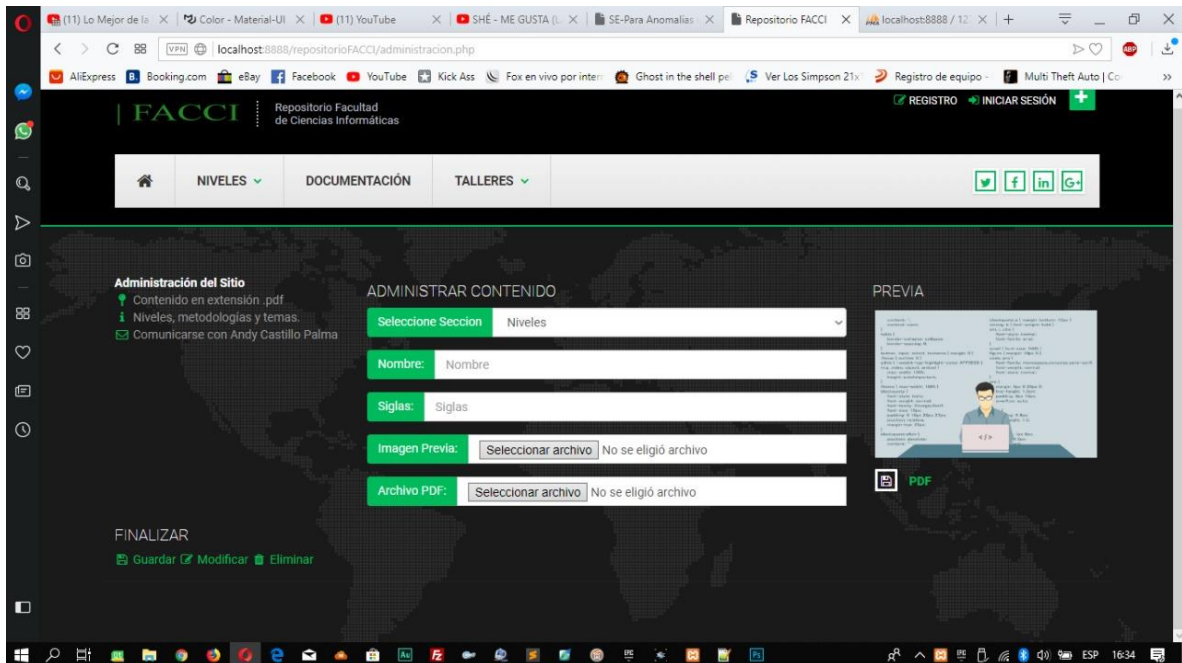 (11) Lo Mejor de la
Color - Material-UI
(11) YouTube
SHÉ - ME GUSTA (L
SE-Para Anomalias
Repositorio FACCI
localhost:8888 / 12
VPN
localhost:8888/repositorioFACCI/administracion.php
ABP
AliExpress
Booking.com
eBay
Facebook
YouTube
Kick Ass
Fox en vivo por intern
Ghost in the shell pel
Ver Los Simpson 21x
Registro de equipo -
Multi Theft Auto | Co
| FACCI
Repositorio Facultad
de Ciencias Informáticas
REGISTRO
INICIAR SESIÓN
NIVELES
DOCUMENTACIÓN
TALLERES
Administración del Sitio
Contenido en extensión .pdf
Niveles, metodologías y temas.
Comunicarse con Andy Castillo Palma
ADMINISTRAR CONTENIDO
Seleccione Seccion
Niveles
Nombre:
Nombre
Siglas:
Siglas
Imagen Previa:
Seleccionar archivo
No se eligió archivo
Archivo PDF:
Seleccionar archivo
No se eligió archivo
PREVIA
</>
PDF
FINALIZAR
Guardar
Modificar
Eliminar
ESP
16:34